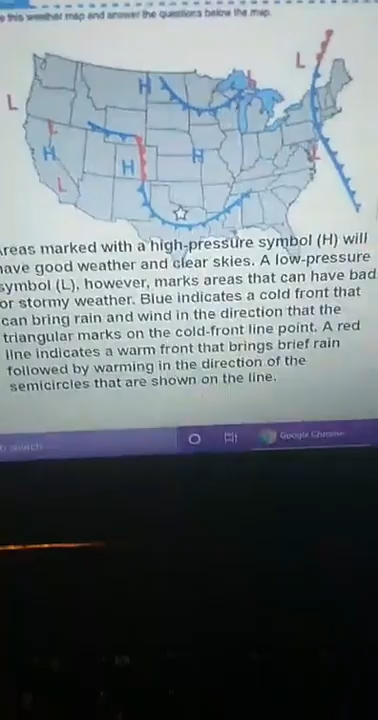 this weather map and answer the questions below the map.
L
H
L
L
L
H
H
H
L
L
Areas marked with a high-pressure symbol (H) will
have good weather and clear skies. A low-pressure
symbol (L), however, marks areas that can have bad
or stormy weather. Blue indicates a cold front that
can bring rain and wind in the direction that the
triangular marks on the cold-front line point. A red
line indicates a warm front that brings brief rain
followed by warming in the direction of the
semicircles that are shown on the line.
search
Google Chrome